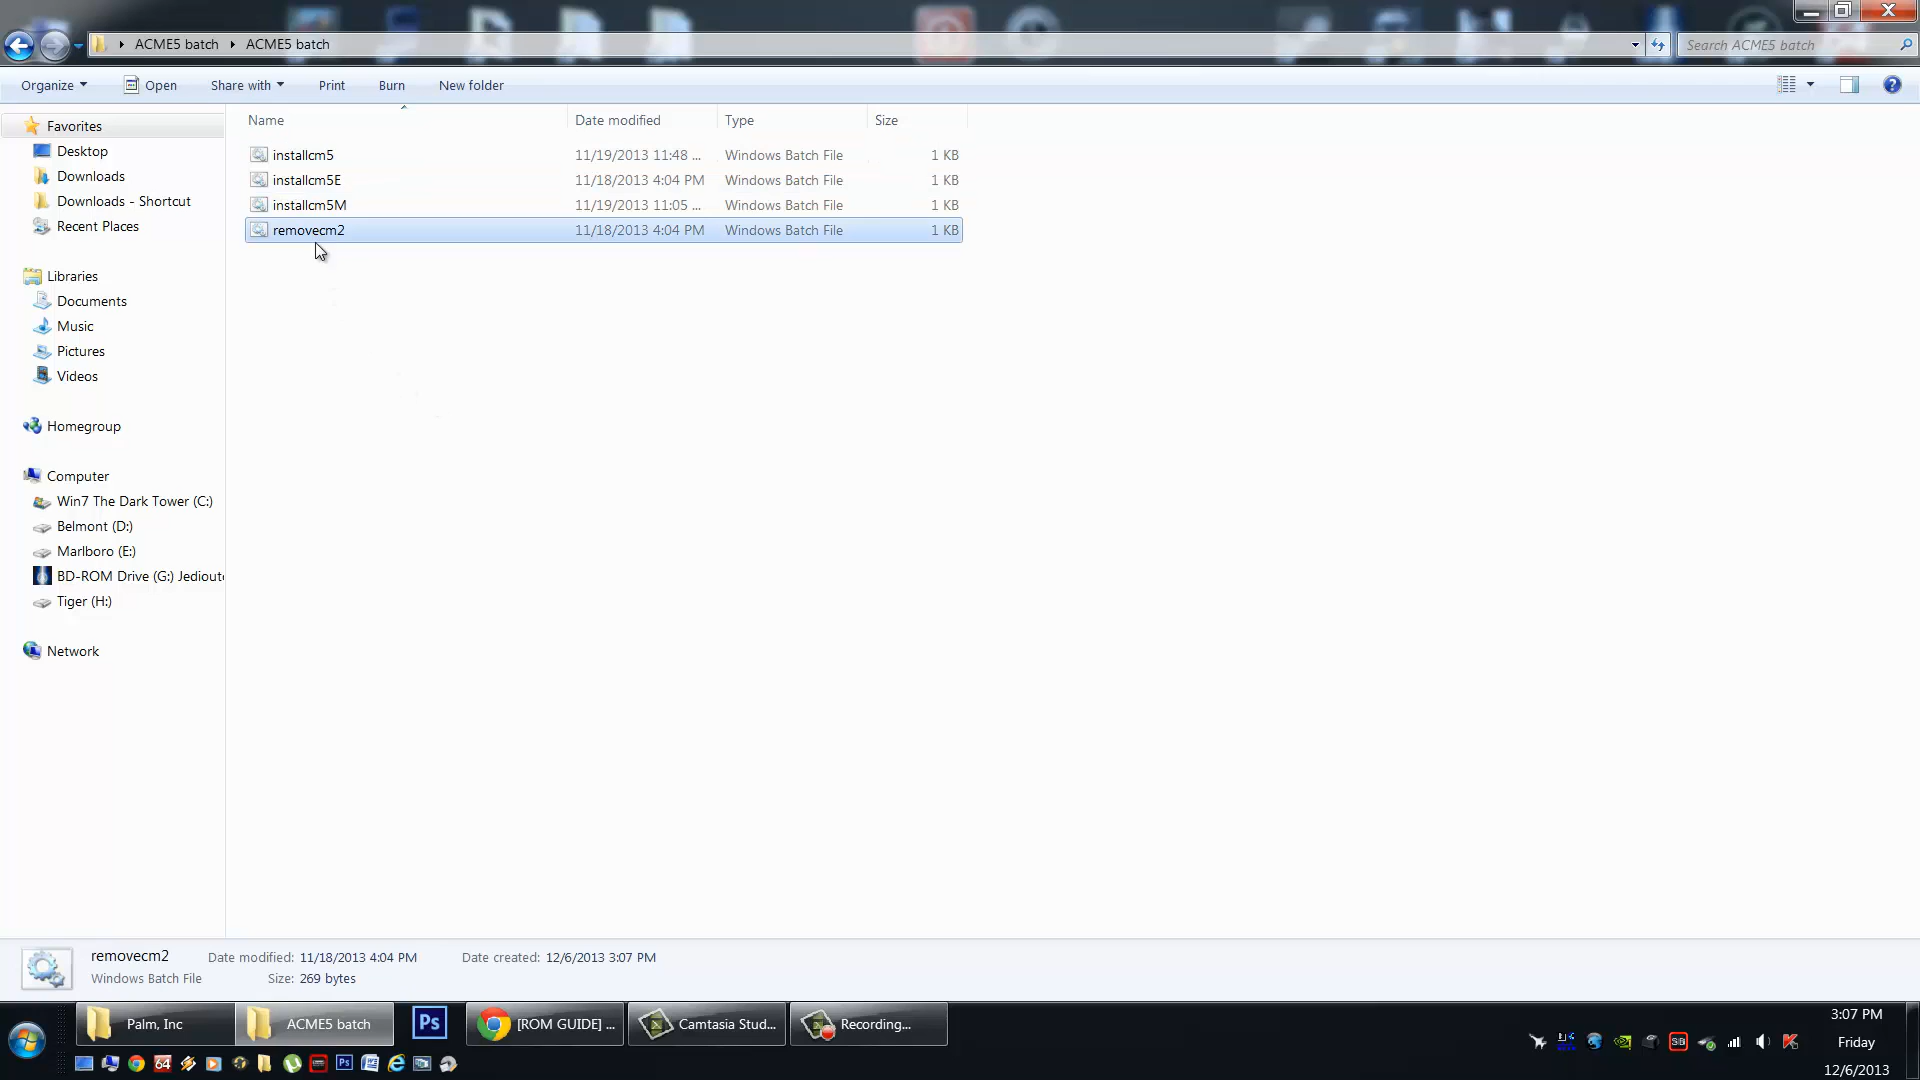 ACME5 batch ACME5 batch Search ACME5 batch
Organize Open Share with Print Burn New folder
Favorites
Desktop
Downloads
Downloads - Shortcut
Recent Places
Libraries
Documents
Music
Pictures
Videos
Homegroup
Computer
Win7 The Dark Tower (C:)
Belmont (D:)
Marlboro (E:)
BD-ROM Drive (G:) Jediout
Tiger (H:)
Network
Name Date modified Type Size
installcm5 11/19/2013 11:48 ... Windows Batch File 1 KB
installcm5E 11/18/2013 4:04 PM Windows Batch File 1 KB
installcm5M 11/19/2013 11:05 ... Windows Batch File 1 KB
removecm2 11/18/2013 4:04 PM Windows Batch File 1 KB
removecm2 Date modified: 11/18/2013 4:04 PM Date created: 12/6/2013 3:07 PM
Windows Batch File Size: 269 bytes
Palm, Inc ACME5 batch Ps [ROM GUIDE] ... Camtasia Stud... Recording...
64 Ps
3:07 PM
Friday
12/6/2013